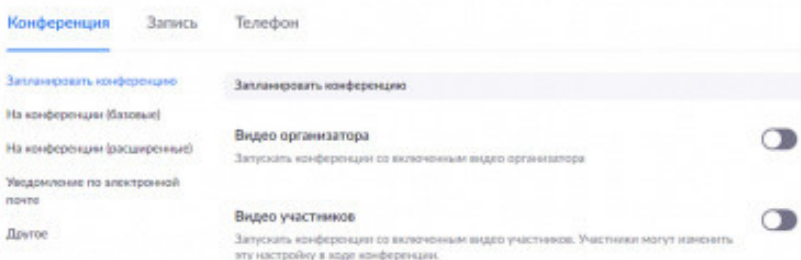 Конференция Запись Телефон
Запланировать конференцию
На конференции (базовые)
На конференции (расширенные)
Уведомление по электронной
почте
Другое
Запланировать конференцию
Видео организатора
Запускать конференции со включенным видео организатора
Видео участников
Запускать конференции со включенным видео участников. Участники могут изменить
эту настройку в ходе конференции.